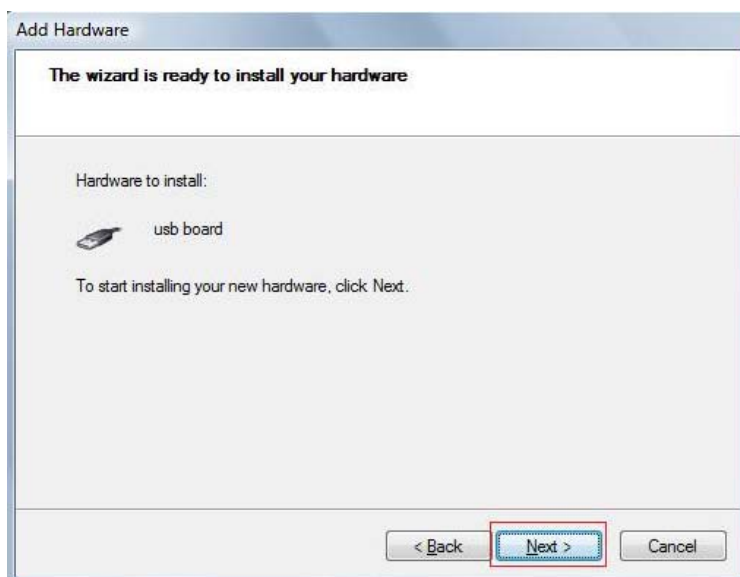 Add Hardware
The wizard is ready to install your hardware
Hardware to install:
usb board
To start installing your new hardware, click Next.
< Back Next > Cancel